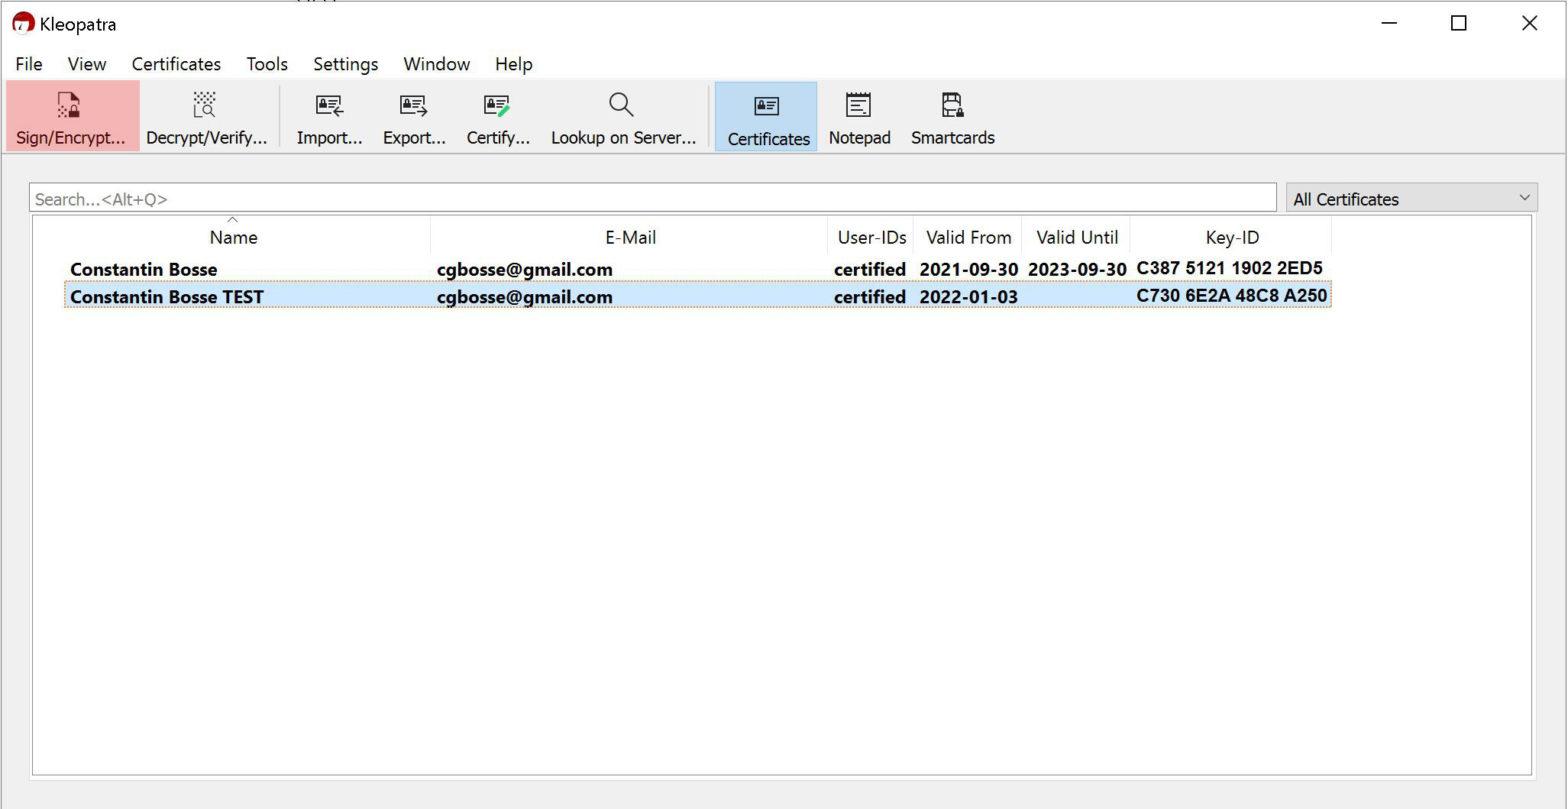 Kleopatra
File View Certificates Tools Settings Window Help
Sign/Encrypt... Decrypt/Verify... Import... Export... Certify... Lookup on Server... Certificates Notepad Smartcards
Search...<Alt+Q> All Certificates
Name E-Mail User-IDs Valid From Valid Until Key-ID
Constantin Bosse cgbosse@gmail.com certified 2021-09-30 2023-09-30 C387 5121 1902 2ED5
Constantin Bosse TEST cgbosse@gmail.com certified 2022-01-03 C730 6E2A 48C8 A250